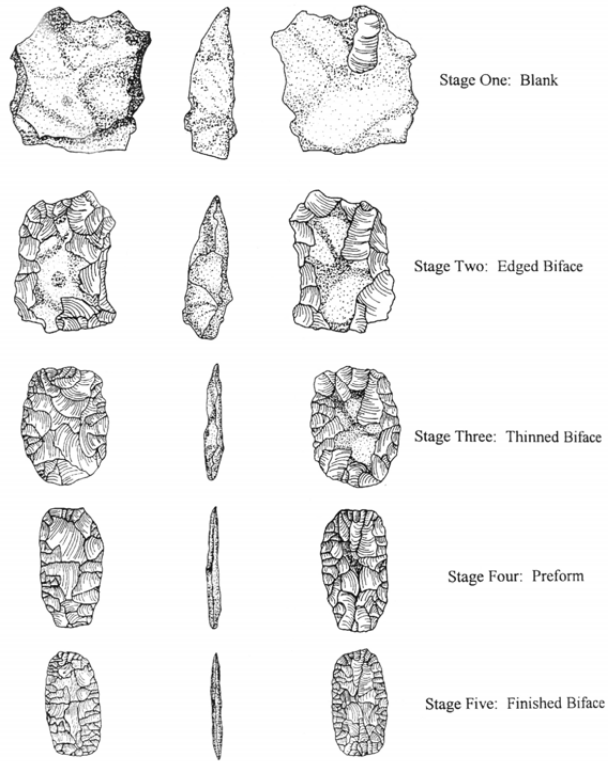 Stage One: Blank
Stage Two: Edged Biface
Stage Three: Thinned Biface
Stage Four: Preform
Stage Five: Finished Biface